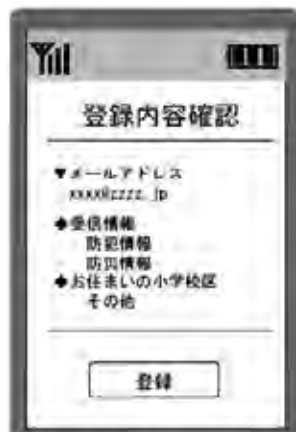 登録内容確認
▼メールアドレス
xxxx@zzzz.jp
◆受信情報
防犯情報
防災情報
◆お住まいの小学校区
その他
登録